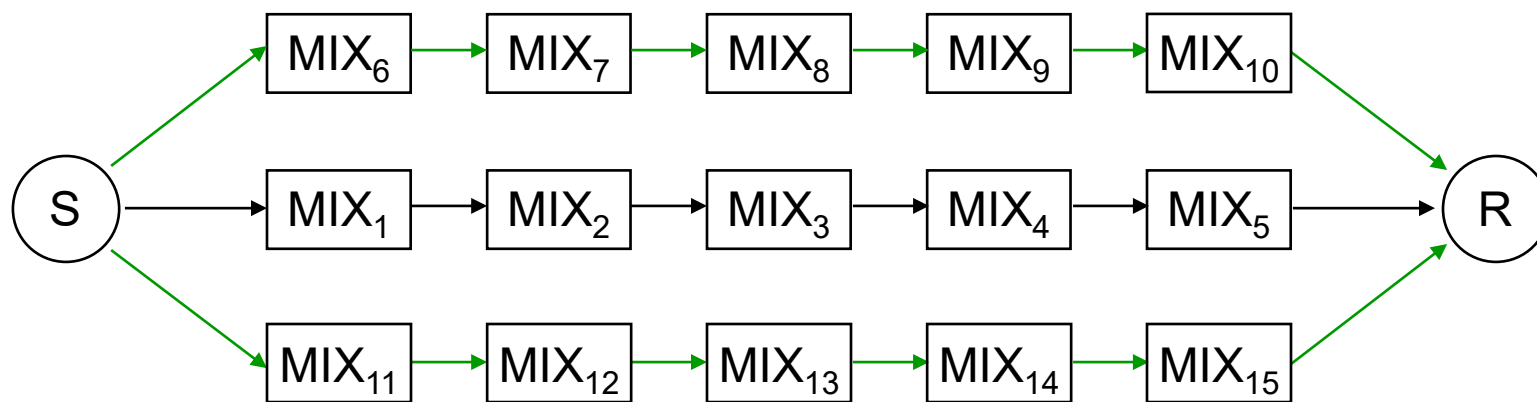 MIX₆ MIX₇ MIX₈ MIX₉ MIX₁₀
S MIX₁ MIX₂ MIX₃ MIX₄ MIX₅ R
MIX₁₁ MIX₁₂ MIX₁₃ MIX₁₄ MIX₁₅